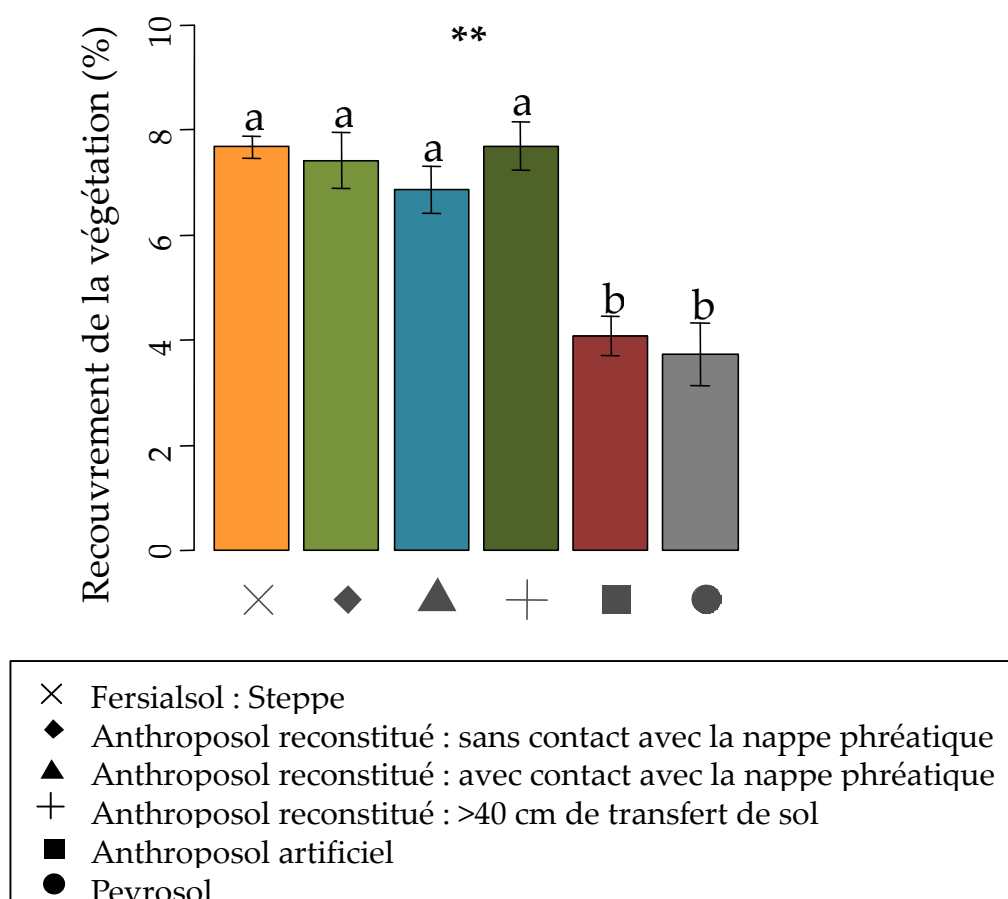 **
10
8
6
4
2
0
Recouvrement de la végétation (%)
a
a
a
a
b
b
Fersialsol : Steppe
Anthroposol reconstitué : sans contact avec la nappe phréatique
Anthroposol reconstitué : avec contact avec la nappe phréatique
Anthroposol reconstitué : >40 cm de transfert de sol
Anthroposol artificiel
Peyrosol